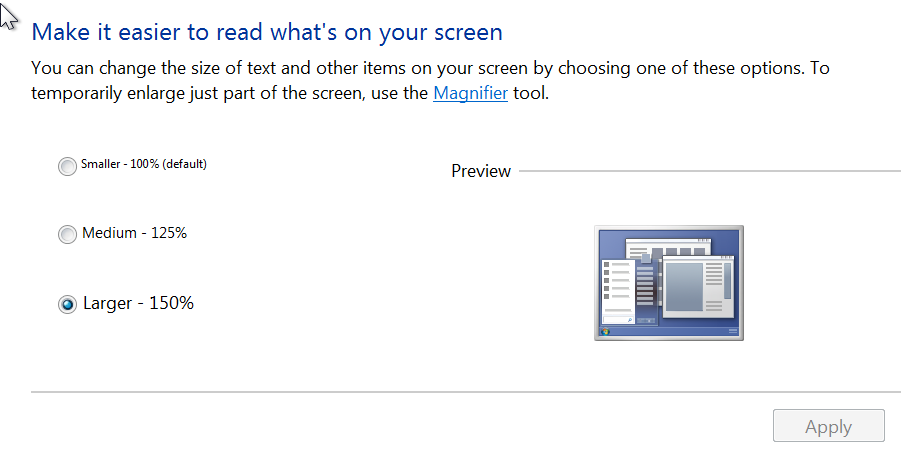 Make it easier to read what's on your screen
You can change the size of text and other items on your screen by choosing one of these options. To
temporarily enlarge just part of the screen, use the Magnifier tool.
Smaller - 100% (default)
Preview
Medium - 125%
Larger - 150%
Apply